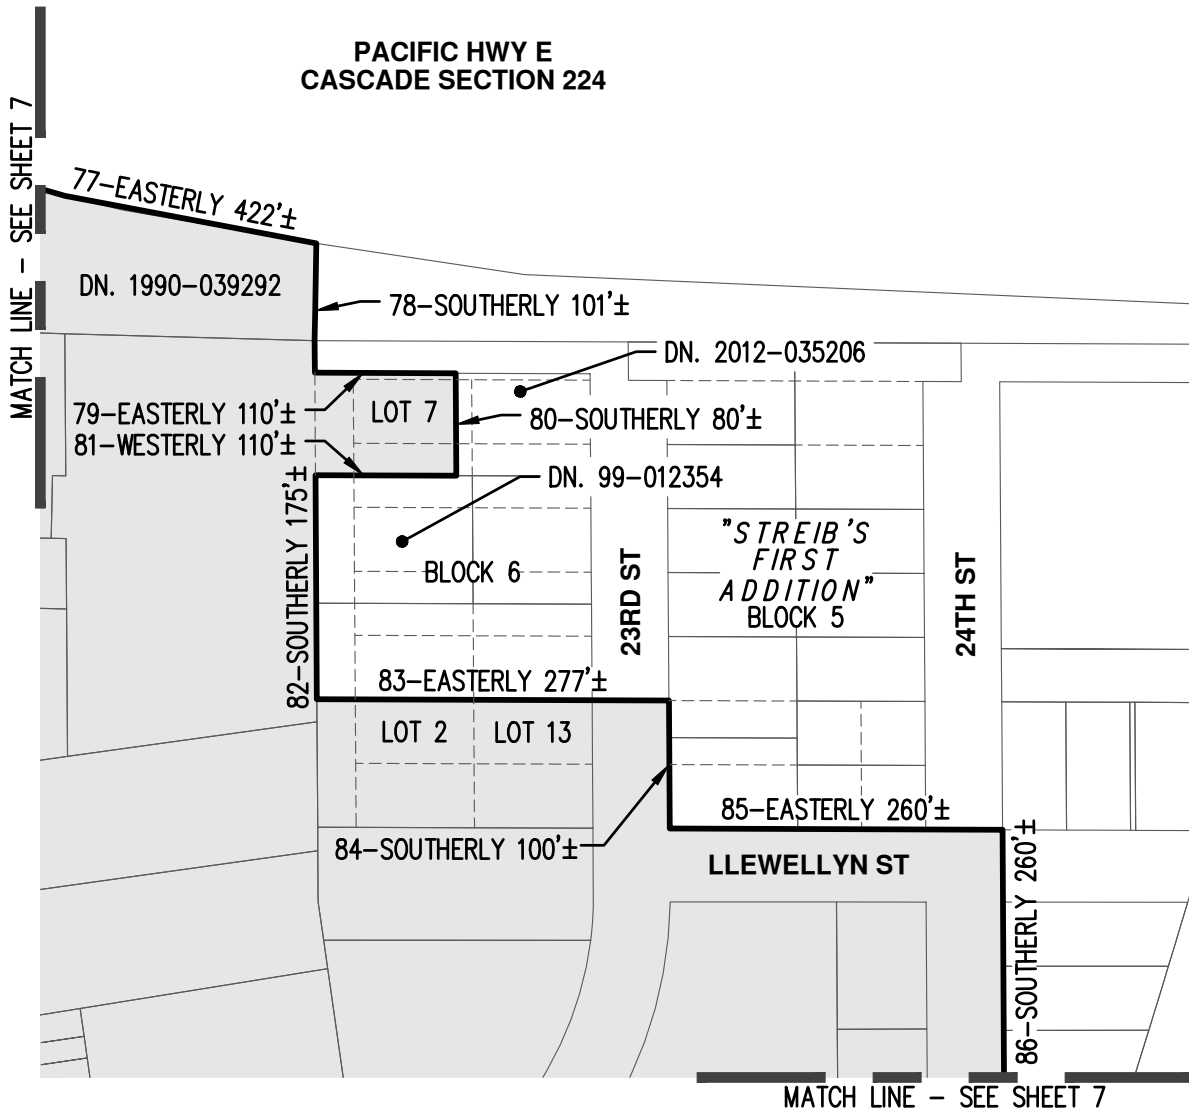 PACIFIC HWY E
CASCADE SECTION 224
MATCH LINE - SEE SHEET 7
77-EASTERLY 422'±
DN. 1990-039292
78-SOUTHERLY 101'±
DN. 2012-035206
79-EASTERLY 110'±
LOT 7
80-SOUTHERLY 80'±
81-WESTERLY 110'±
DN. 99-012354
82-SOUTHERLY 175'±
BLOCK 6
23RD ST
"STREIB'S
FIRST
ADDITION"
BLOCK 5
24TH ST
83-EASTERLY 277'±
LOT 2
LOT 13
84-SOUTHERLY 100'±
85-EASTERLY 260'±
LLEWELLYN ST
86-SOUTHERLY 260'±
MATCH LINE - SEE SHEET 7